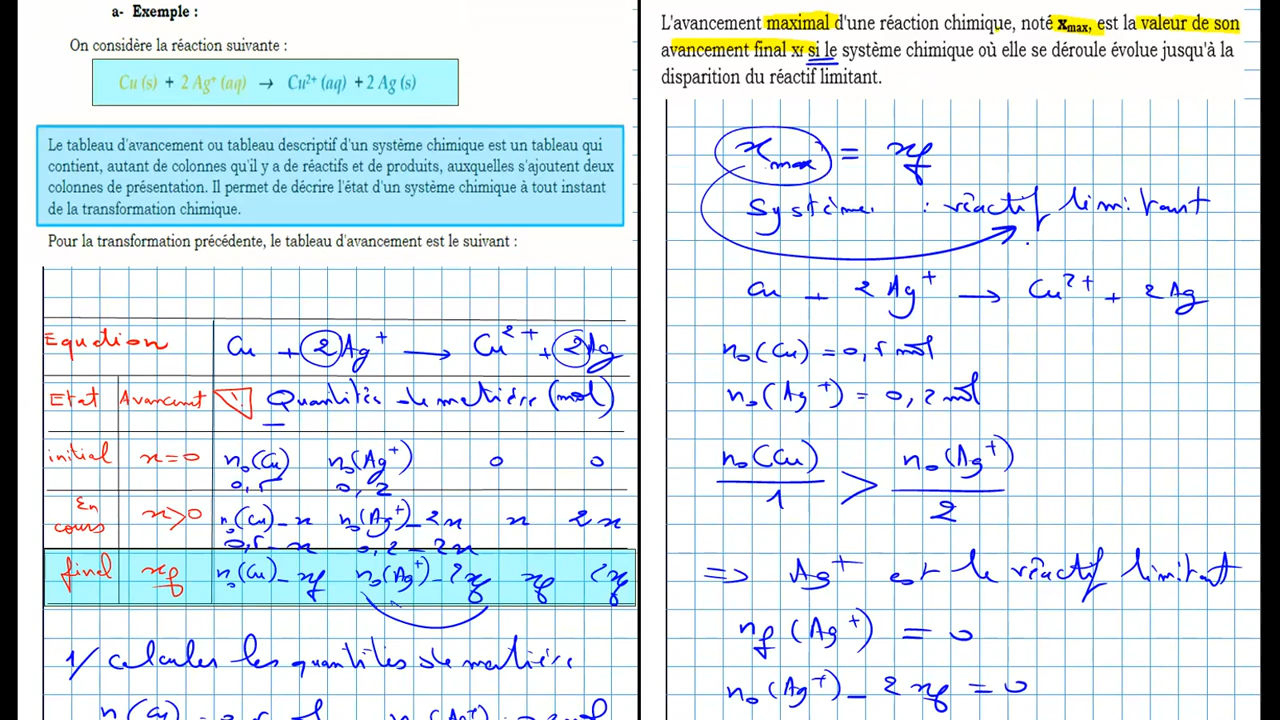 a- Exemple :
On considère la réaction suivante :
Cu (s) + 2 Ag⁺ (aq) → Cu²⁺ (aq) + 2 Ag (s)
Le tableau d'avancement ou tableau descriptif d'un système chimique est un tableau qui
contient, autant de colonnes qu'il y a de réactifs et de produits, auxquelles s'ajoutent deux
colonnes de présentation. Il permet de décrire l'état d'un système chimique à tout instant
de la transformation chimique.
Pour la transformation précédente, le tableau d'avancement est le suivant :
Equation Cu + 2Ag⁺ → Cu²⁺ + 2Ag
Etat Avancemt ! Quantités de matière (mol)
initial x=0 n₀(Cu) n₀(Ag⁺) 0 0
0,5 0,2
En cours x>0 n₀(Cu)-x n₀(Ag⁺)-2x x 2x
0,5-x 0,2-2x
final xf n₀(Cu)-xf n₀(Ag⁺)-2xf xf 2xf
1/ calculer les quantités de matière
L'avancement maximal d'une réaction chimique, noté xmax, est la valeur de son
avancement final xf si le système chimique où elle se déroule évolue jusqu'à la
disparition du réactif limitant.
xmax = xf
Système : réactif limitant
Cu + 2Ag⁺ → Cu²⁺ + 2Ag
n₀(Cu) = 0,5 mol
n₀(Ag⁺) = 0,2 mol
n₀(Cu)/1 > n₀(Ag⁺)/2
=> Ag⁺ est le réactif limitant
nf(Ag⁺) = 0
n₀(Ag⁺) - 2xf = 0